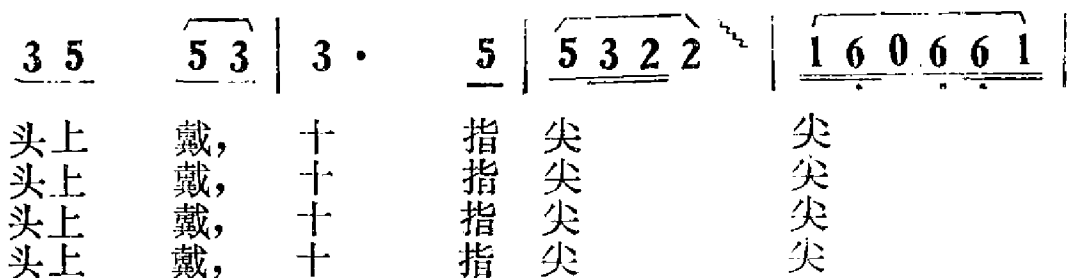 3 5 5 3 | 3 · 5 | 5 3 2 2 | 1 6 0 6 6 1 |
头上 戴， 十 指 尖 尖
头上 戴， 十 指 尖 尖
头上 戴， 十 指 尖 尖
头上 戴， 十 指 尖 尖